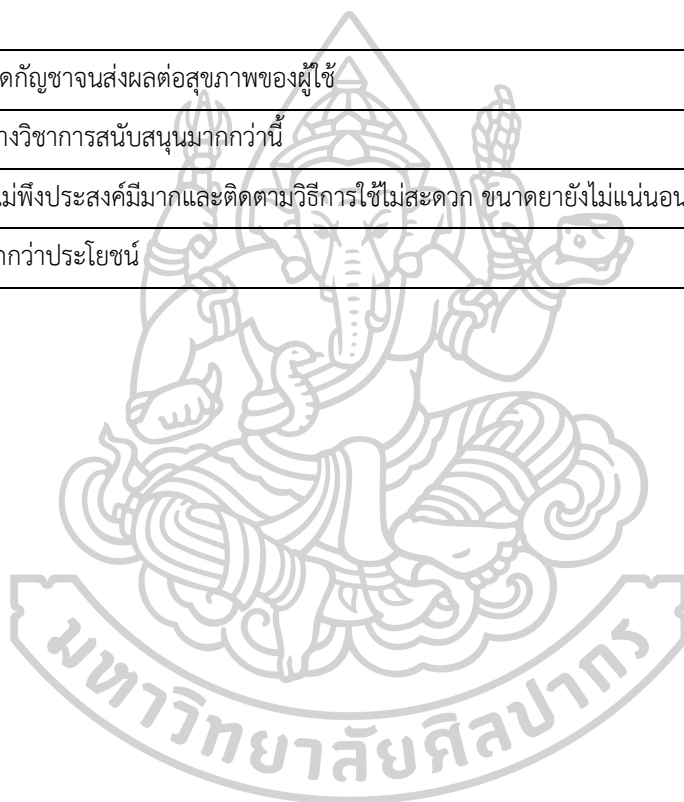 ดกัญชาจนส่งผลต่อสุขภาพของผู้ใช้
างวิชาการสนับสนุนมากกว่านี้
ไม่พึงประสงค์มีมากและติดตามวิธีการใช้ไม่สะดวก ขนาดยายังไม่แน่นอน
ากกว่าประโยชน์
มหาวิทยาลัยศิลปากร